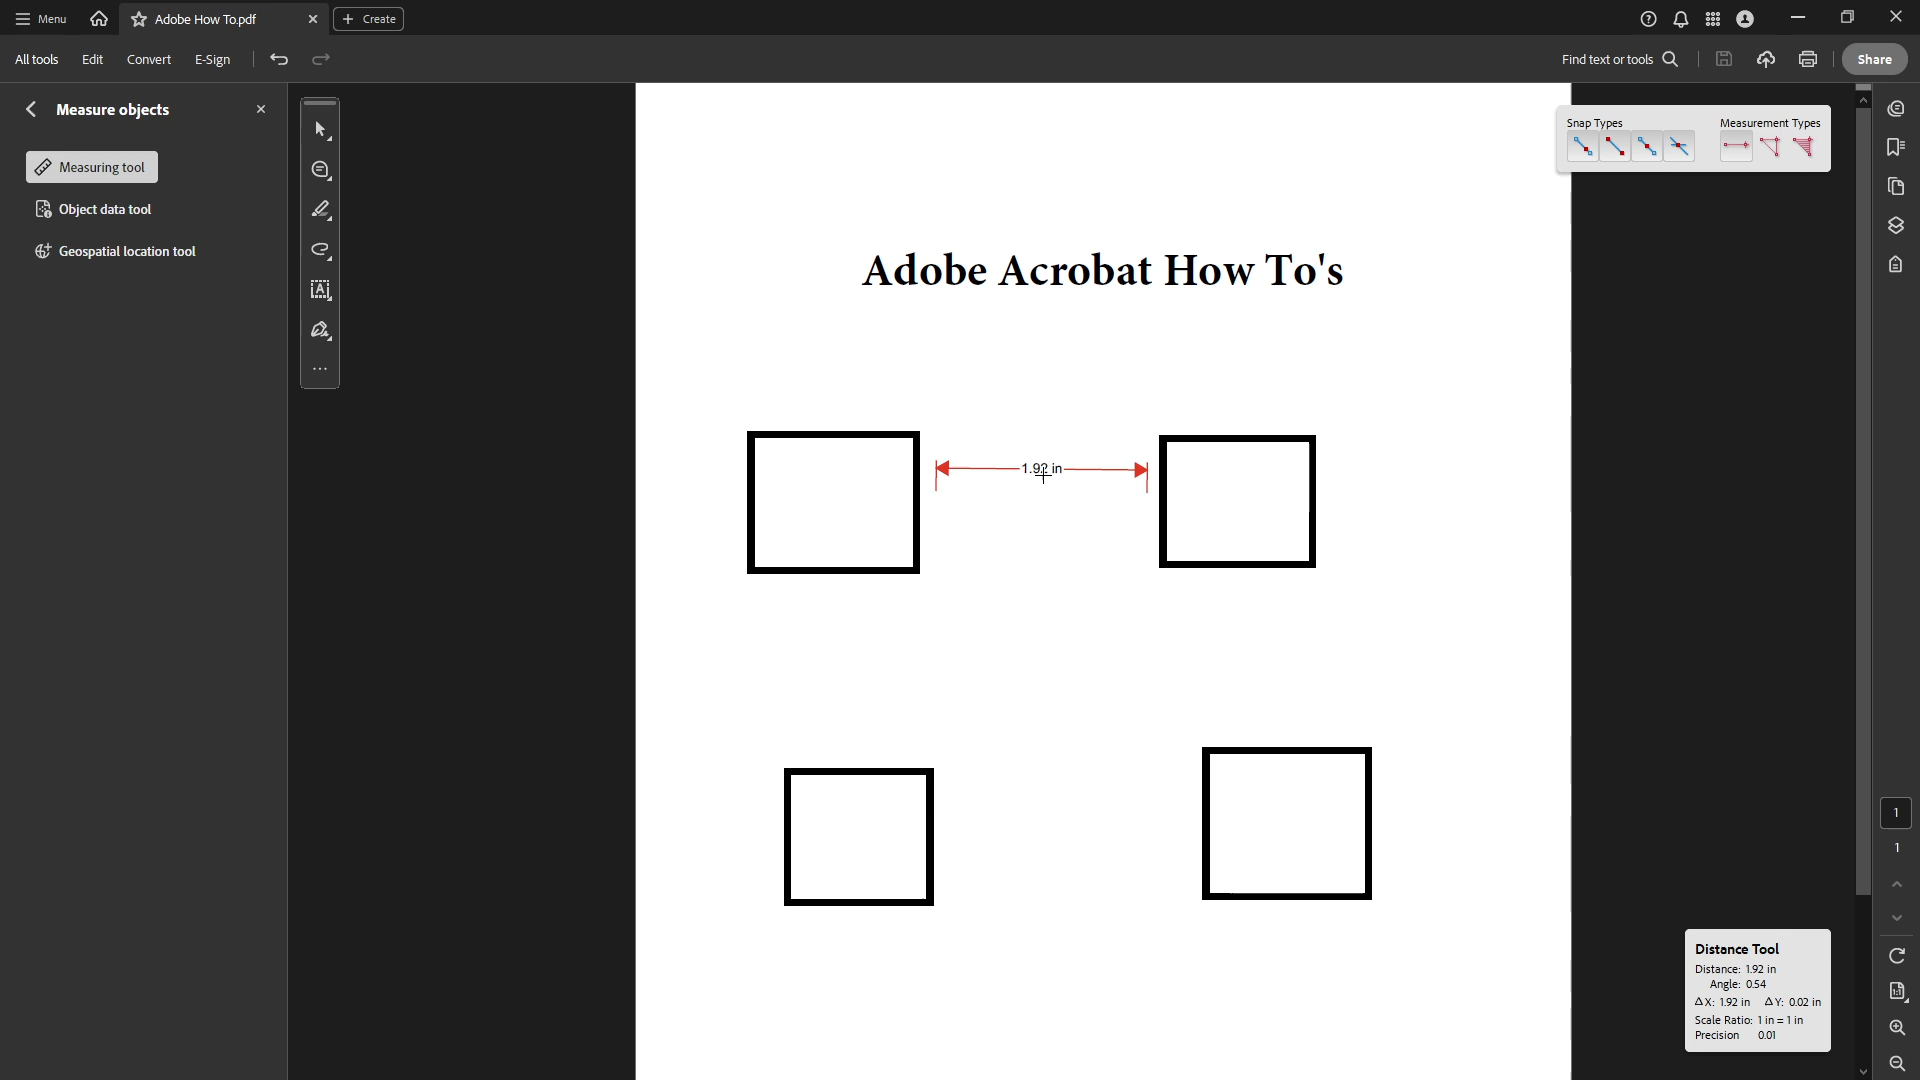 Menu
Adobe How To.pdf
Create
All tools
Edit
Convert
E-Sign
Find text or tools
Share
Measure objects
Measuring tool
Object data tool
Geospatial location tool
Snap Types
Measurement Types
Adobe Acrobat How To's
1.92 in
1
1
Distance Tool
Distance: 1.92 in
Angle: 0.54
ΔX: 1.92 in ΔY: 0.02 in
Scale Ratio: 1 in = 1 in
Precision 0.01